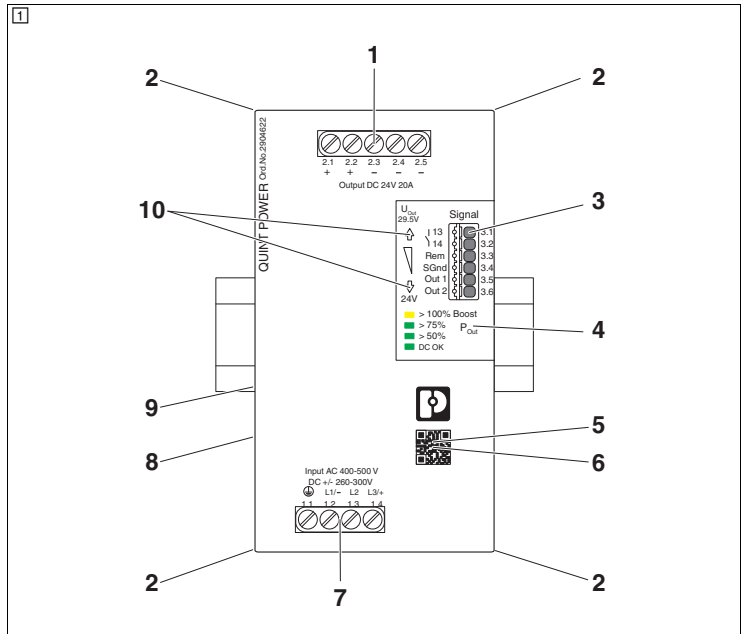 1
1
2
2
QUINT POWER Ord.No.2904622
2.1 2.2 2.3 2.4 2.5
+ + – – –
Output DC 24V 20A
10
3
UOut
29.5V
Signal
13 3.1
14 3.2
Rem 3.3
SGnd 3.4
Out 1 3.5
Out 2 3.6
24V
> 100% Boost
> 75%
> 50%
DC OK
POut
4
9
8
5
6
Input AC 400-500 V
DC +/- 260-300V
L1/– L2 L3/+
1.1 1.2 1.3 1.4
2
7
2